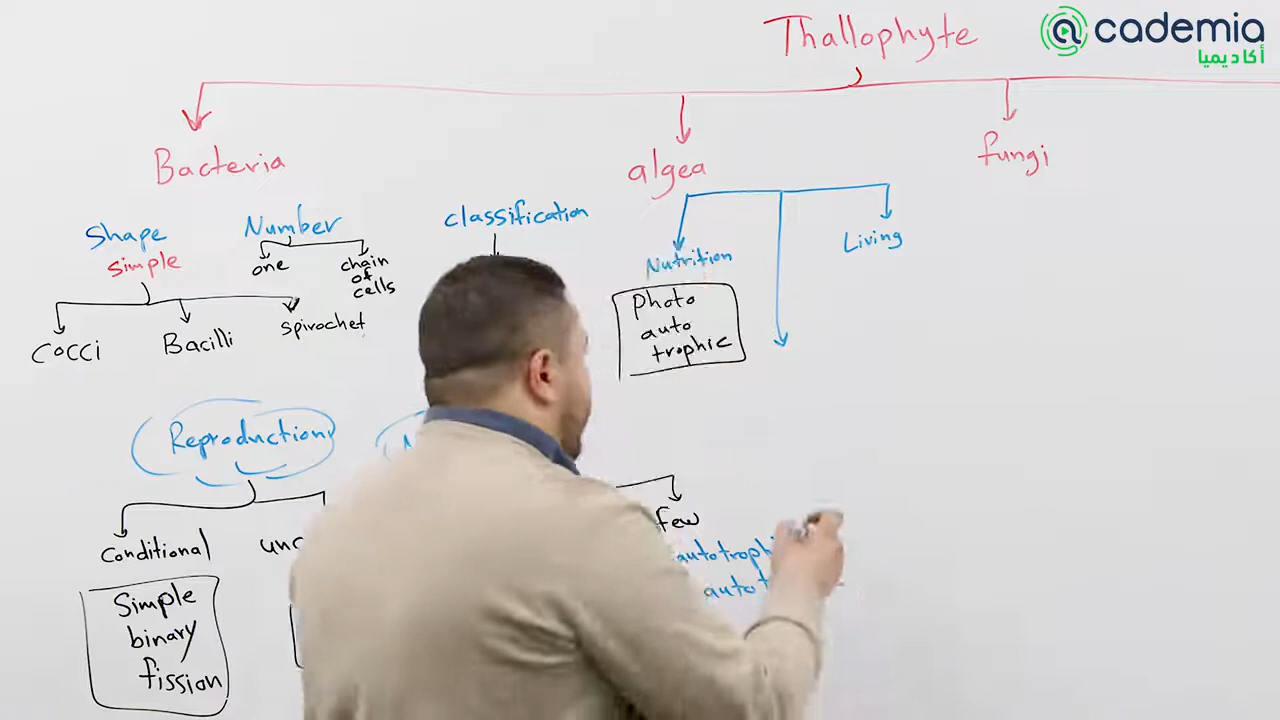 Thallophyte
@cademia
أكاديميا
Bacteria
algea
fungi
Shape
simple
Number
one
chain
of
cells
classification
Cocci
Bacilli
spirochet
Nutrition
Photo
auto
trophic
Living
Reproduction
conditional
Simple
binary
fission
few